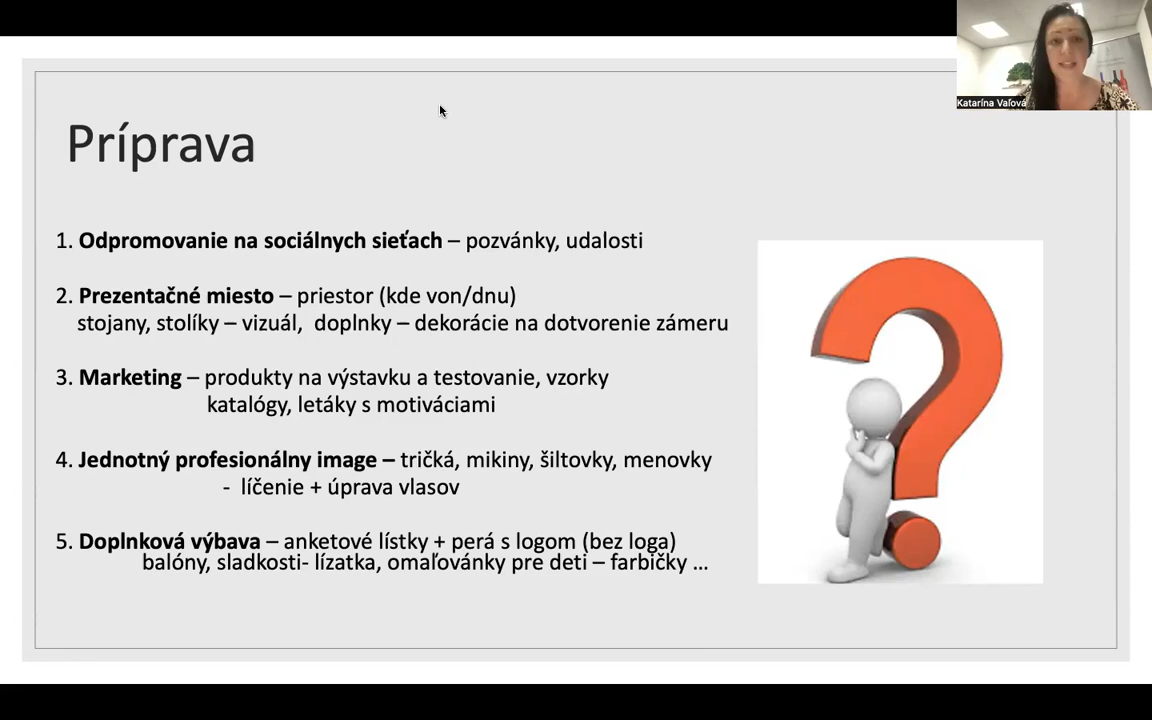 Katarína Vaľová
Príprava
1. Odpromovanie na sociálnych sieťach – pozvánky, udalosti
2. Prezentačné miesto – priestor (kde von/dnu)
stojany, stolíky – vizuál, doplnky – dekorácie na dotvorenie zámeru
3. Marketing – produkty na výstavku a testovanie, vzorky
katalógy, letáky s motiváciami
4. Jednotný profesionálny image – tričká, mikiny, šiltovky, menovky
- líčenie + úprava vlasov
5. Doplnková výbava – anketové lístky + perá s logom (bez loga)
balóny, sladkosti- lízatka, omaľovánky pre deti – farbičky ...